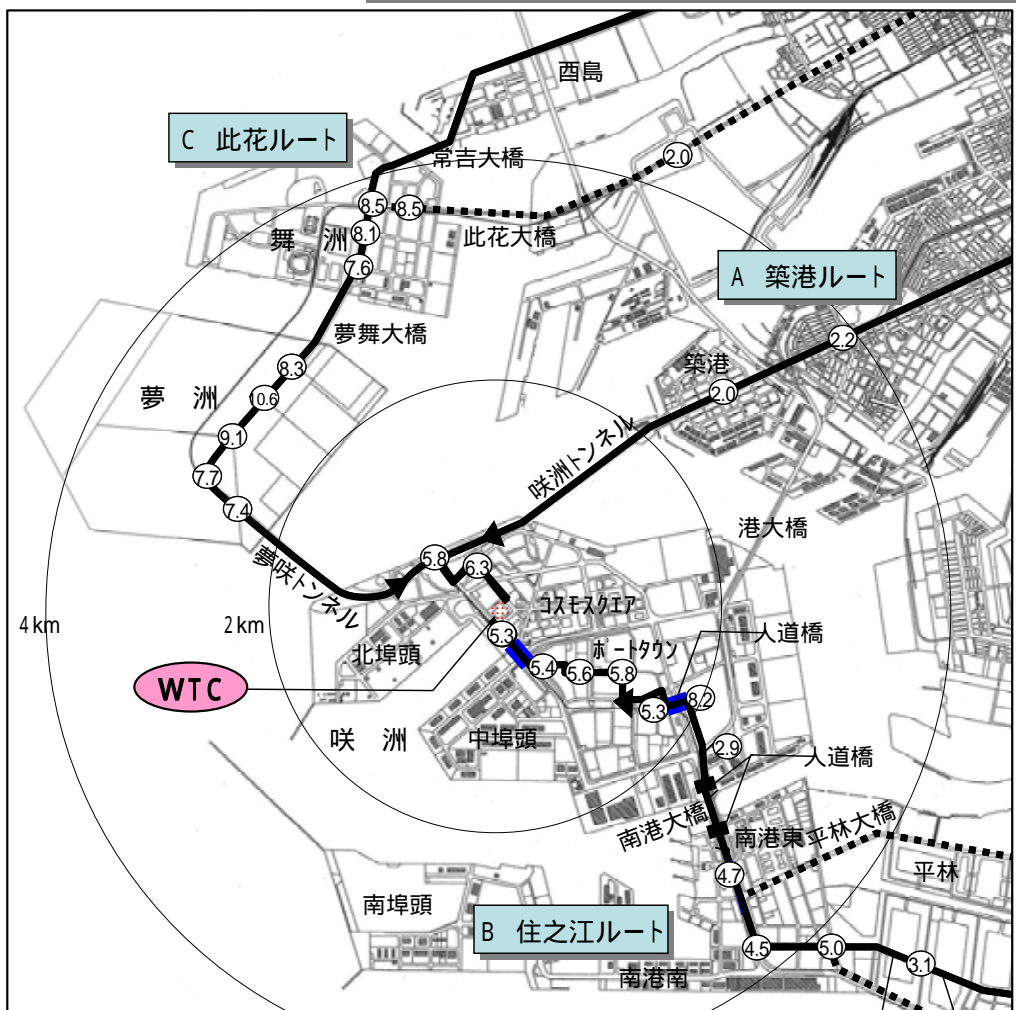 酉島
C 此花ルート
常吉大橋
2.0
8.5
8.5
此花大橋
舞 洲
8.1
7.6
A 築港ルート
夢舞大橋
2.2
築港
8.3
2.0
夢 洲
10.6
9.1
咲洲トンネル
7.7
7.4
港大橋
夢咲トンネル
5.8
6.3
コスモスクエア
4km
2km
5.3
人道橋
北埠頭
ポートタウン
5.4
5.6
5.8
WTC
5.3
8.2
咲 洲
中埠頭
2.9
人道橋
南港大橋
南港東平林大橋
平林
4.7
南埠頭
B 住之江ルート
4.5
5.0
3.1
南港南